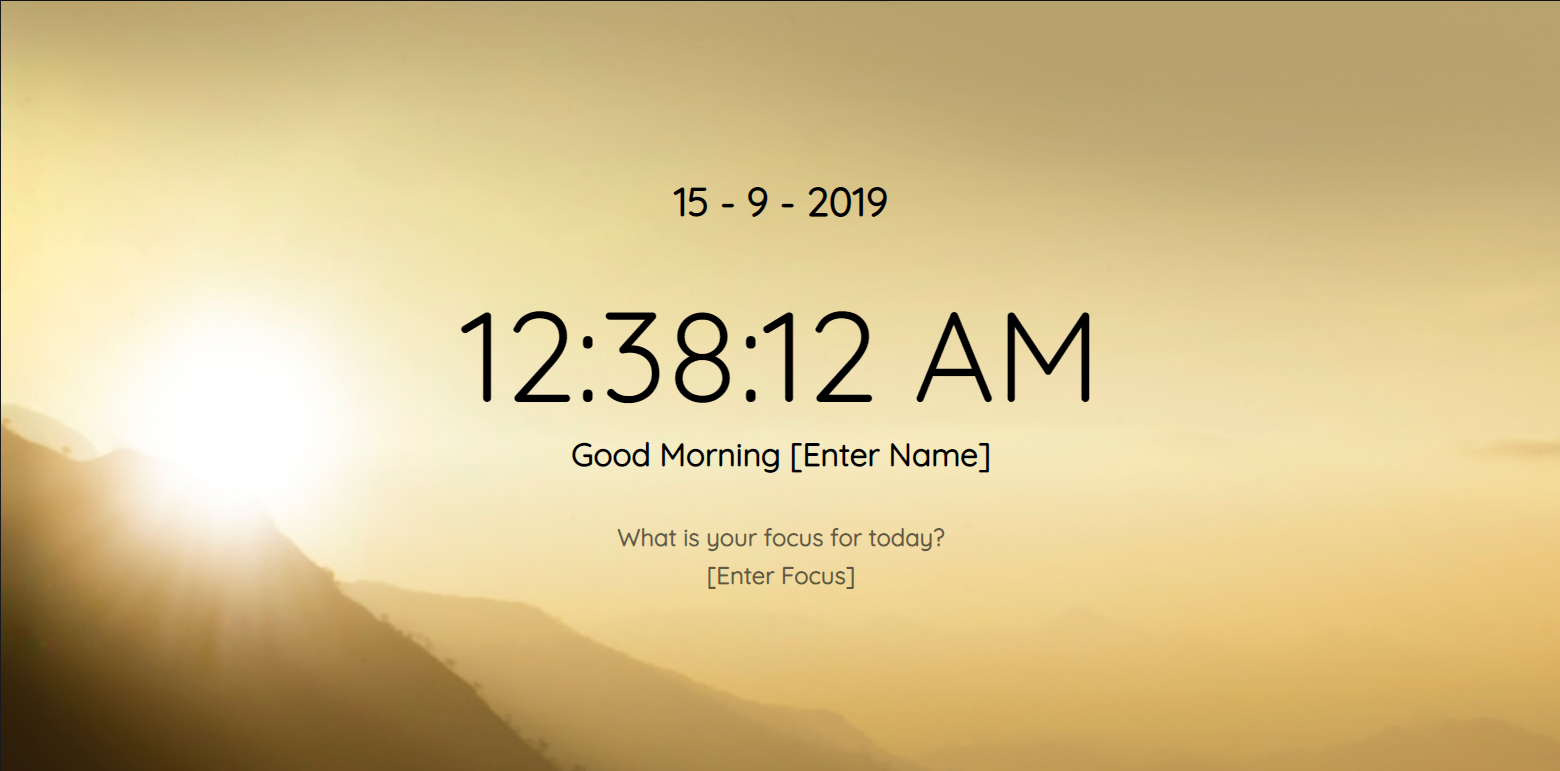 15 - 9 - 2019
12:38:12 AM
Good Morning [Enter Name]
What is your focus for today?
[Enter Focus]